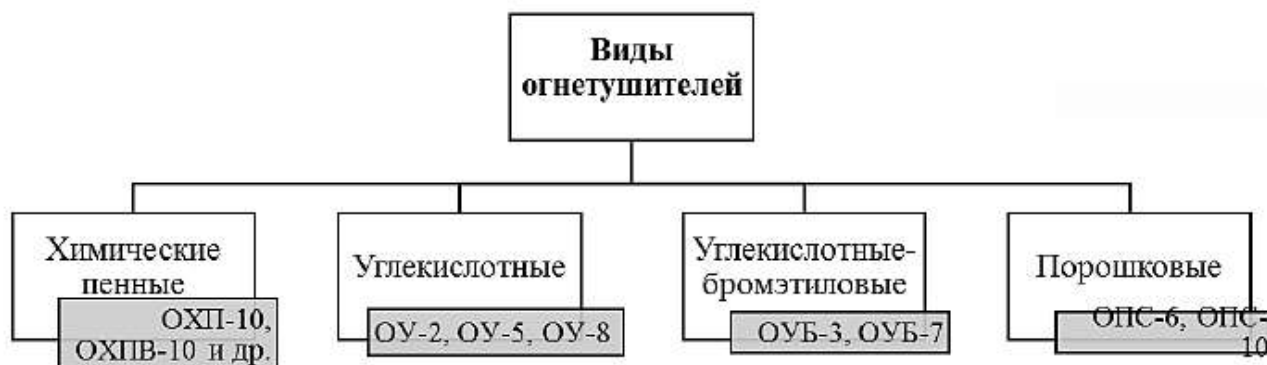 Виды
огнетушителей
Химические
пенные
ОХП-10,
ОХПВ-10 и др.
Углекислотные
ОУ-2, ОУ-5, ОУ-8
Углекислотные-
бромэтиловые
ОУБ-3, ОУБ-7
Порошковые
ОПС-6, ОПС-
10